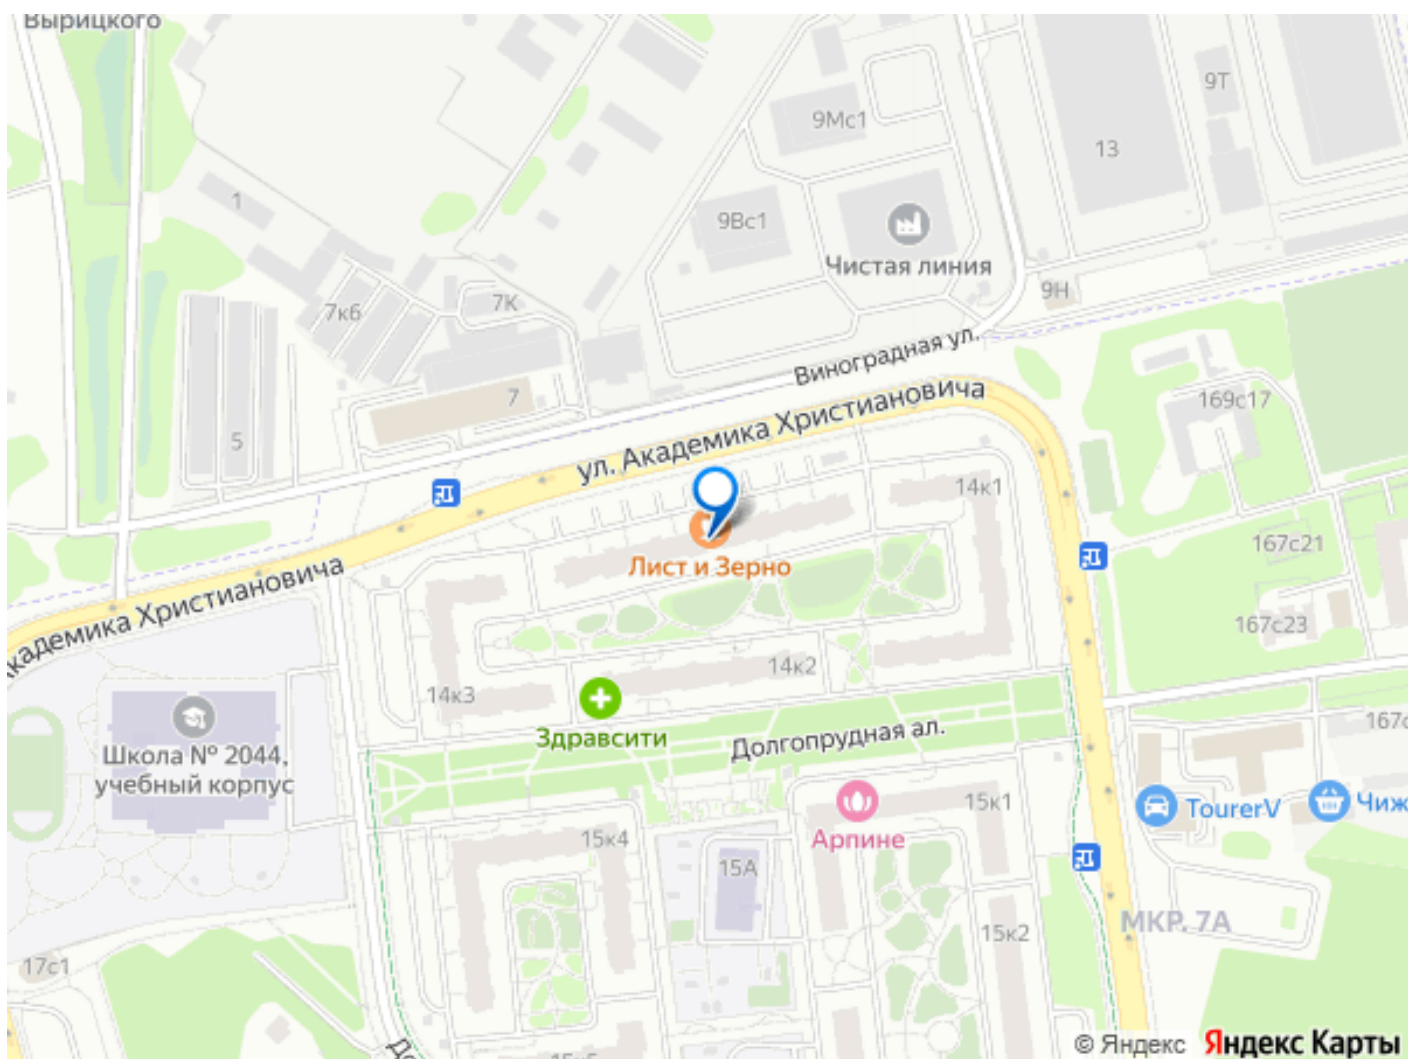 Вырицкого
9Т
9Мс1
13
1
9Вс1
Чистая линия
9Н
7к6
7К
Виноградная ул.
7
ул. Академика Христиановича
169с17
5
14к1
Лист и Зерно
167с21
Академика Христиановича
167с23
14к2
14к3
Здравсити
Долгопрудная ал.
Школа № 2044,
учебный корпус
Арпине
15к1
TourerV
Чиж
15к4
15А
МКР. 7А
15к2
17с1
© Яндекс Яндекс Карты